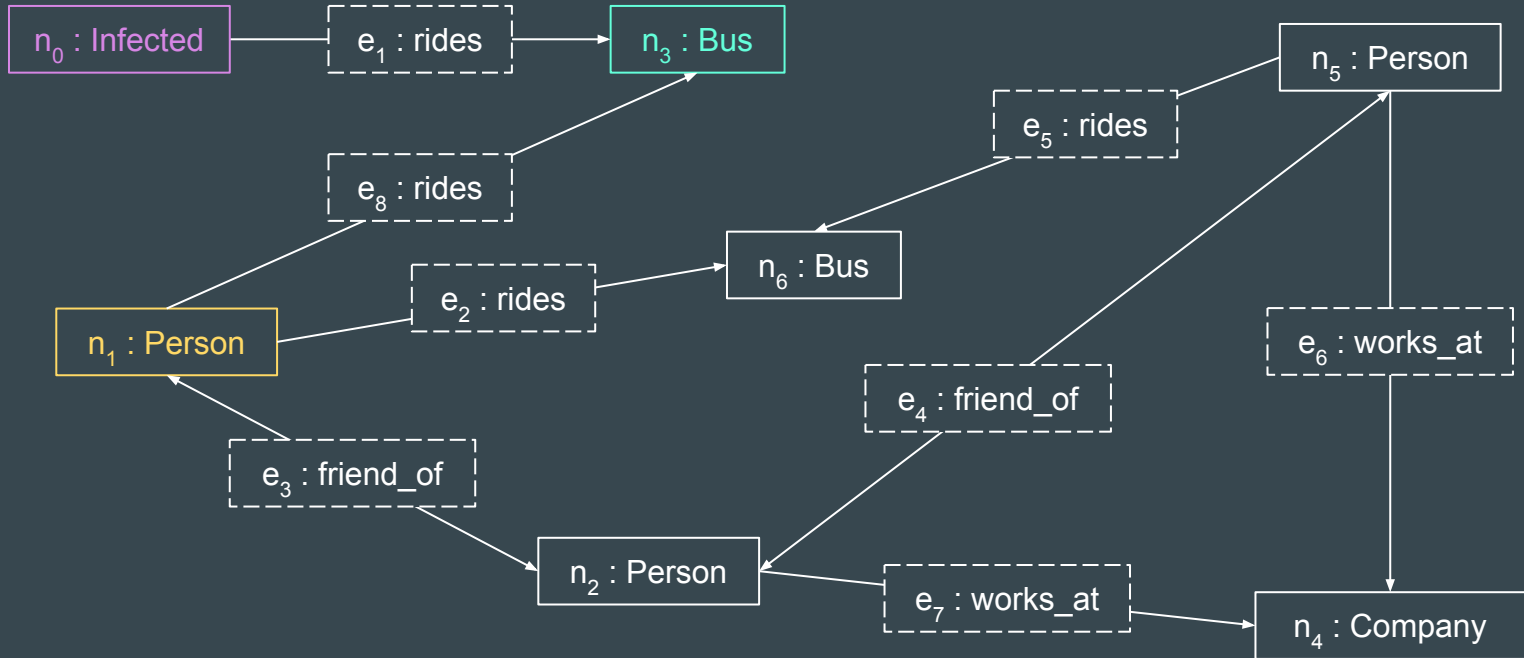 n0 : Infected
e1 : rides
n3 : Bus
n5 : Person
e5 : rides
e8 : rides
n6 : Bus
e2 : rides
n1 : Person
e6 : works_at
e4 : friend_of
e3 : friend_of
n2 : Person
e7 : works_at
n4 : Company